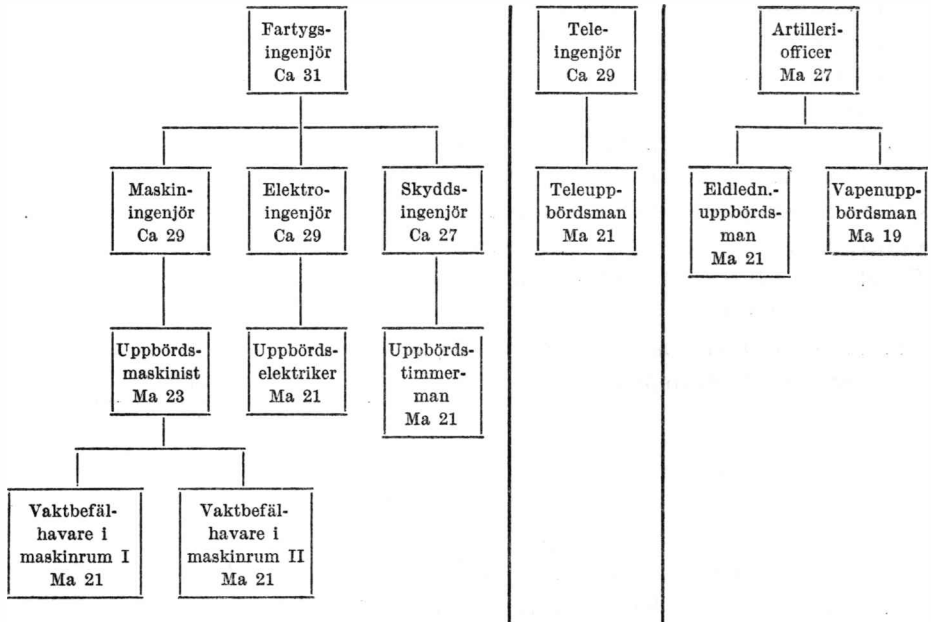 Fartygs-
ingenjör
Ca 31
Tele-
ingenjör
Ca 29
Artilleri-
officer
Ma 27
Maskin-
ingenjör
Ca 29
Elektro-
ingenjör
Ca 29
Skydds-
ingenjör
Ca 27
Teleupp-
bördsman
Ma 21
Eldledn.-
uppbörds-
man
Ma 21
Vapenupp-
bördsman
Ma 19
Uppbörds-
maskinist
Ma 23
Uppbörds-
elektriker
Ma 21
Uppbörds-
timmer-
man
Ma 21
Vaktbefäl-
havare i
maskinrum I
Ma 21
Vaktbefäl-
havare i
maskinrum II
Ma 21